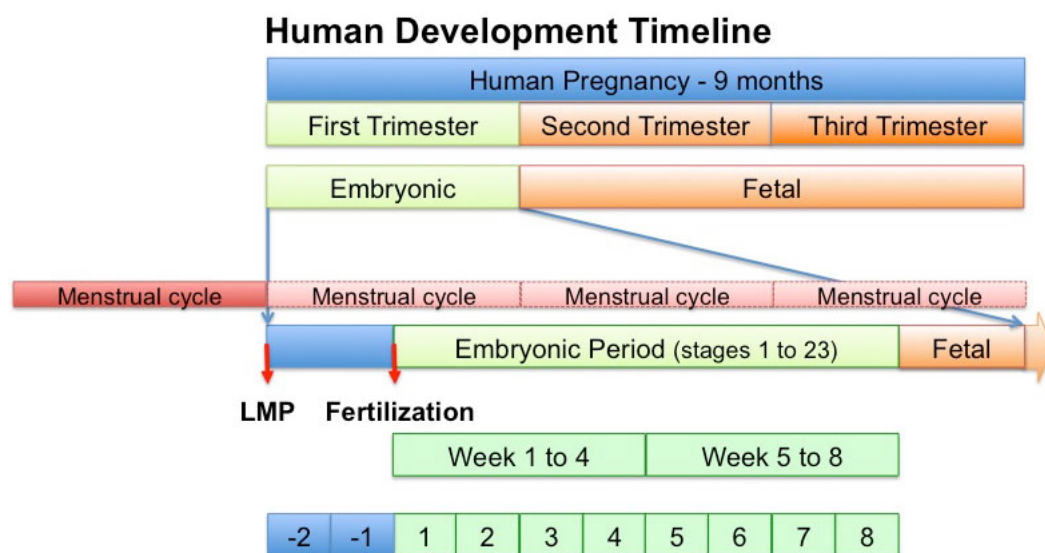 Human Development Timeline
Human Pregnancy - 9 months
First Trimester Second Trimester Third Trimester
Embryonic Fetal
Menstrual cycle Menstrual cycle Menstrual cycle Menstrual cycle
Embryonic Period (stages 1 to 23) Fetal
LMP Fertilization
Week 1 to 4 Week 5 to 8
-2 -1 1 2 3 4 5 6 7 8